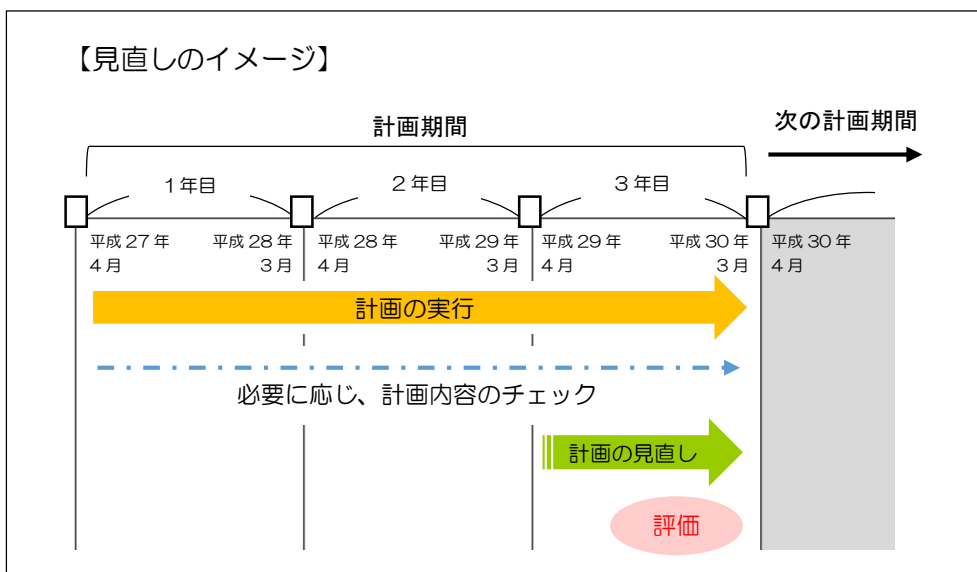 【見直しのイメージ】
計画期間
次の計画期間
1年目
2年目
3年目
平成27年
4月
平成28年
3月
平成28年
4月
平成29年
3月
平成29年
4月
平成30年
3月
平成30年
4月
計画の実行
必要に応じ、計画内容のチェック
計画の見直し
評価